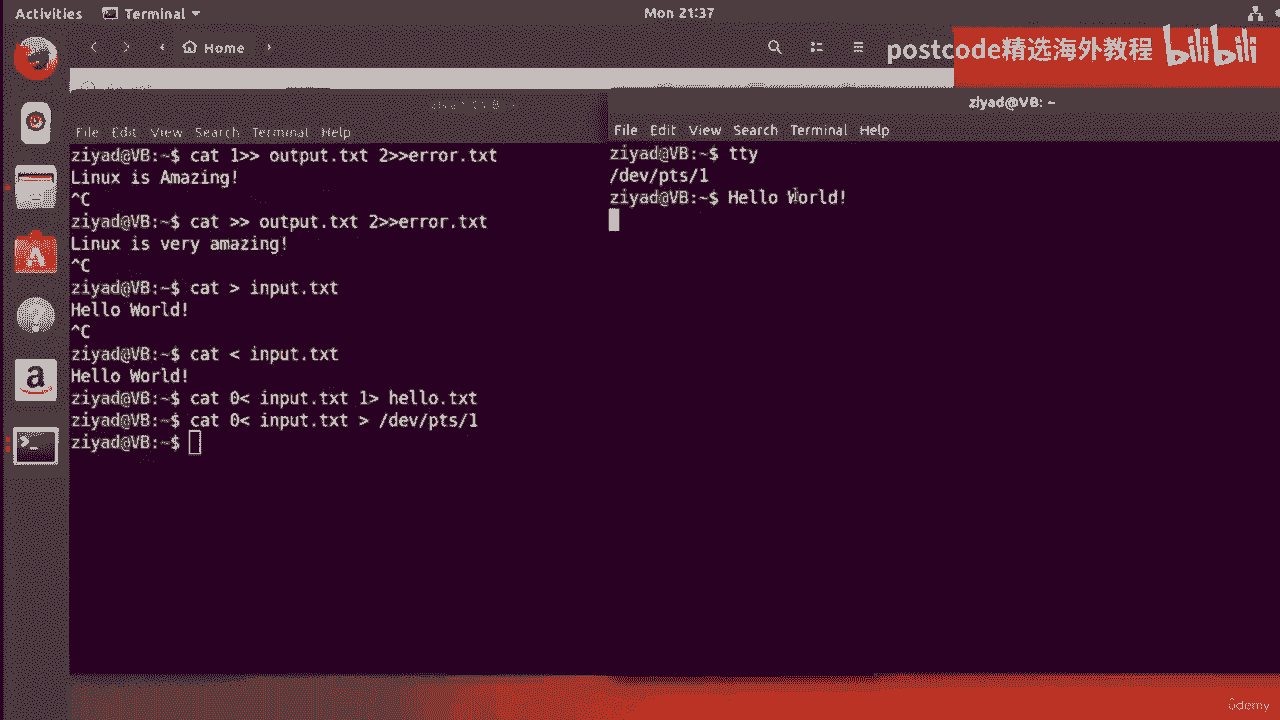 Activities Terminal Mon 21:37
Home
postcode精选海外教程 bilibili
ziyad@VB: ~
File Edit View Search Terminal Help
ziyad@VB:~$ cat 1>> output.txt 2>>error.txt
Linux is Amazing!
^C
ziyad@VB:~$ cat >> output.txt 2>>error.txt
Linux is very amazing!
^C
ziyad@VB:~$ cat > input.txt
Hello World!
^C
ziyad@VB:~$ cat < input.txt
Hello World!
ziyad@VB:~$ cat 0< input.txt 1> hello.txt
ziyad@VB:~$ cat 0< input.txt > /dev/pts/1
ziyad@VB:~$
File Edit View Search Terminal Help
ziyad@VB:~$ tty
/dev/pts/1
ziyad@VB:~$ Hello World!
a
ûdemy